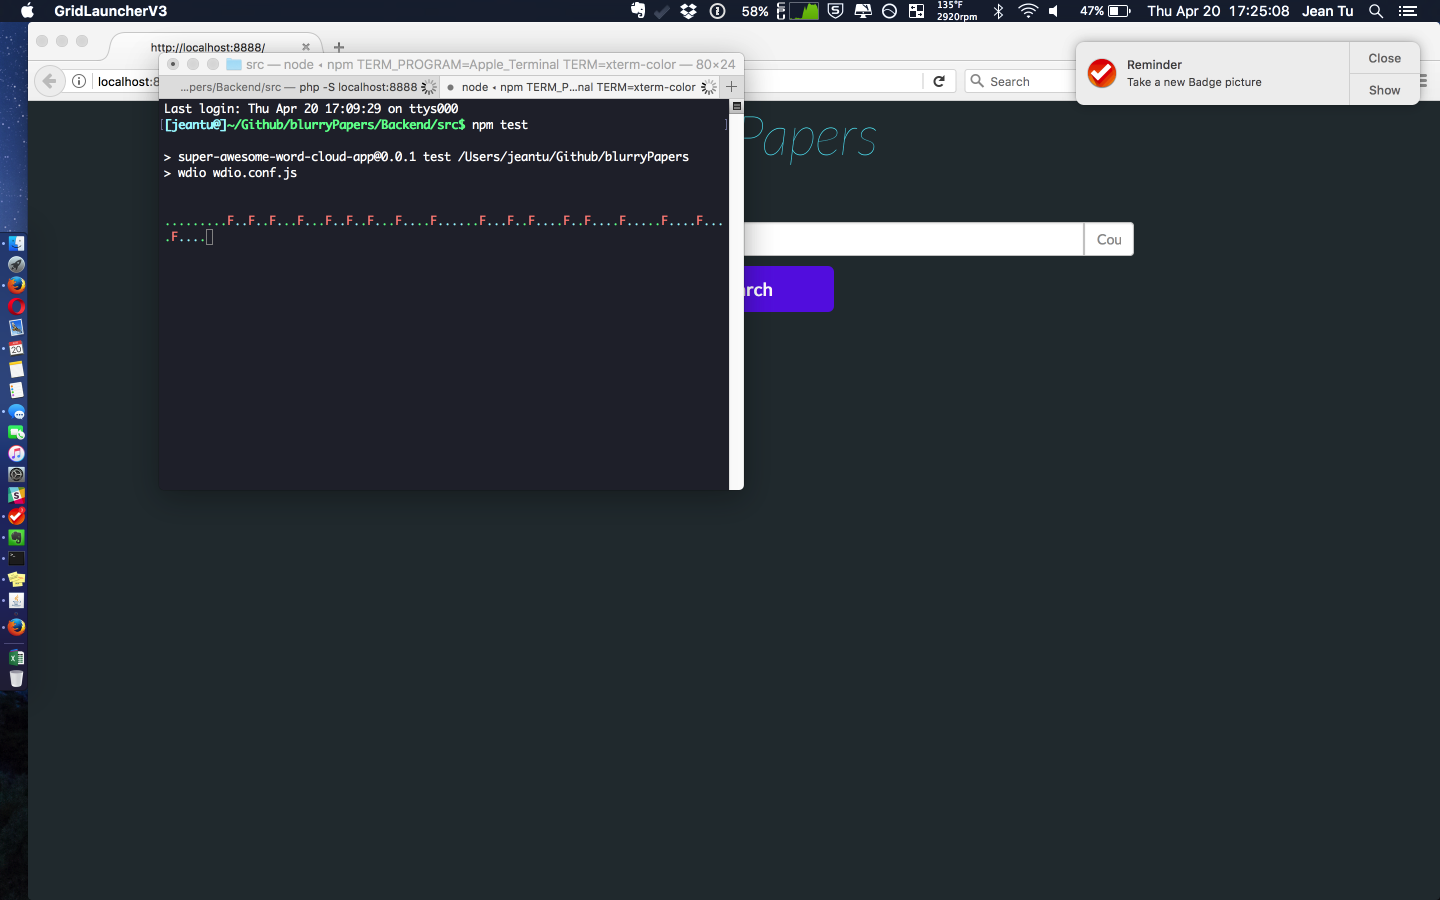 GridLauncherV3
58%
135°F
2920rpm
47%
Thu Apr 20 17:25:08
Jean Tu
http://localhost:8888/
localhost:8
Search
Reminder
Take a new Badge picture
Close
Show
src — node ◂ npm TERM_PROGRAM=Apple_Terminal TERM=xterm-color — 80×24
...pers/Backend/src — php -S localhost:8888
node ◂ npm TERM_P...nal TERM=xterm-color
Last login: Thu Apr 20 17:09:29 on ttys000
[[jeantu@]~/Github/blurryPapers/Backend/src$ npm test ]
> super-awesome-word-cloud-app@0.0.1 test /Users/jeantu/Github/blurryPapers
> wdio wdio.conf.js
.........F..F..F...F...F..F..F...F....F......F...F..F....F..F....F.....F....F...
.F....
Papers
Cou
arch
20